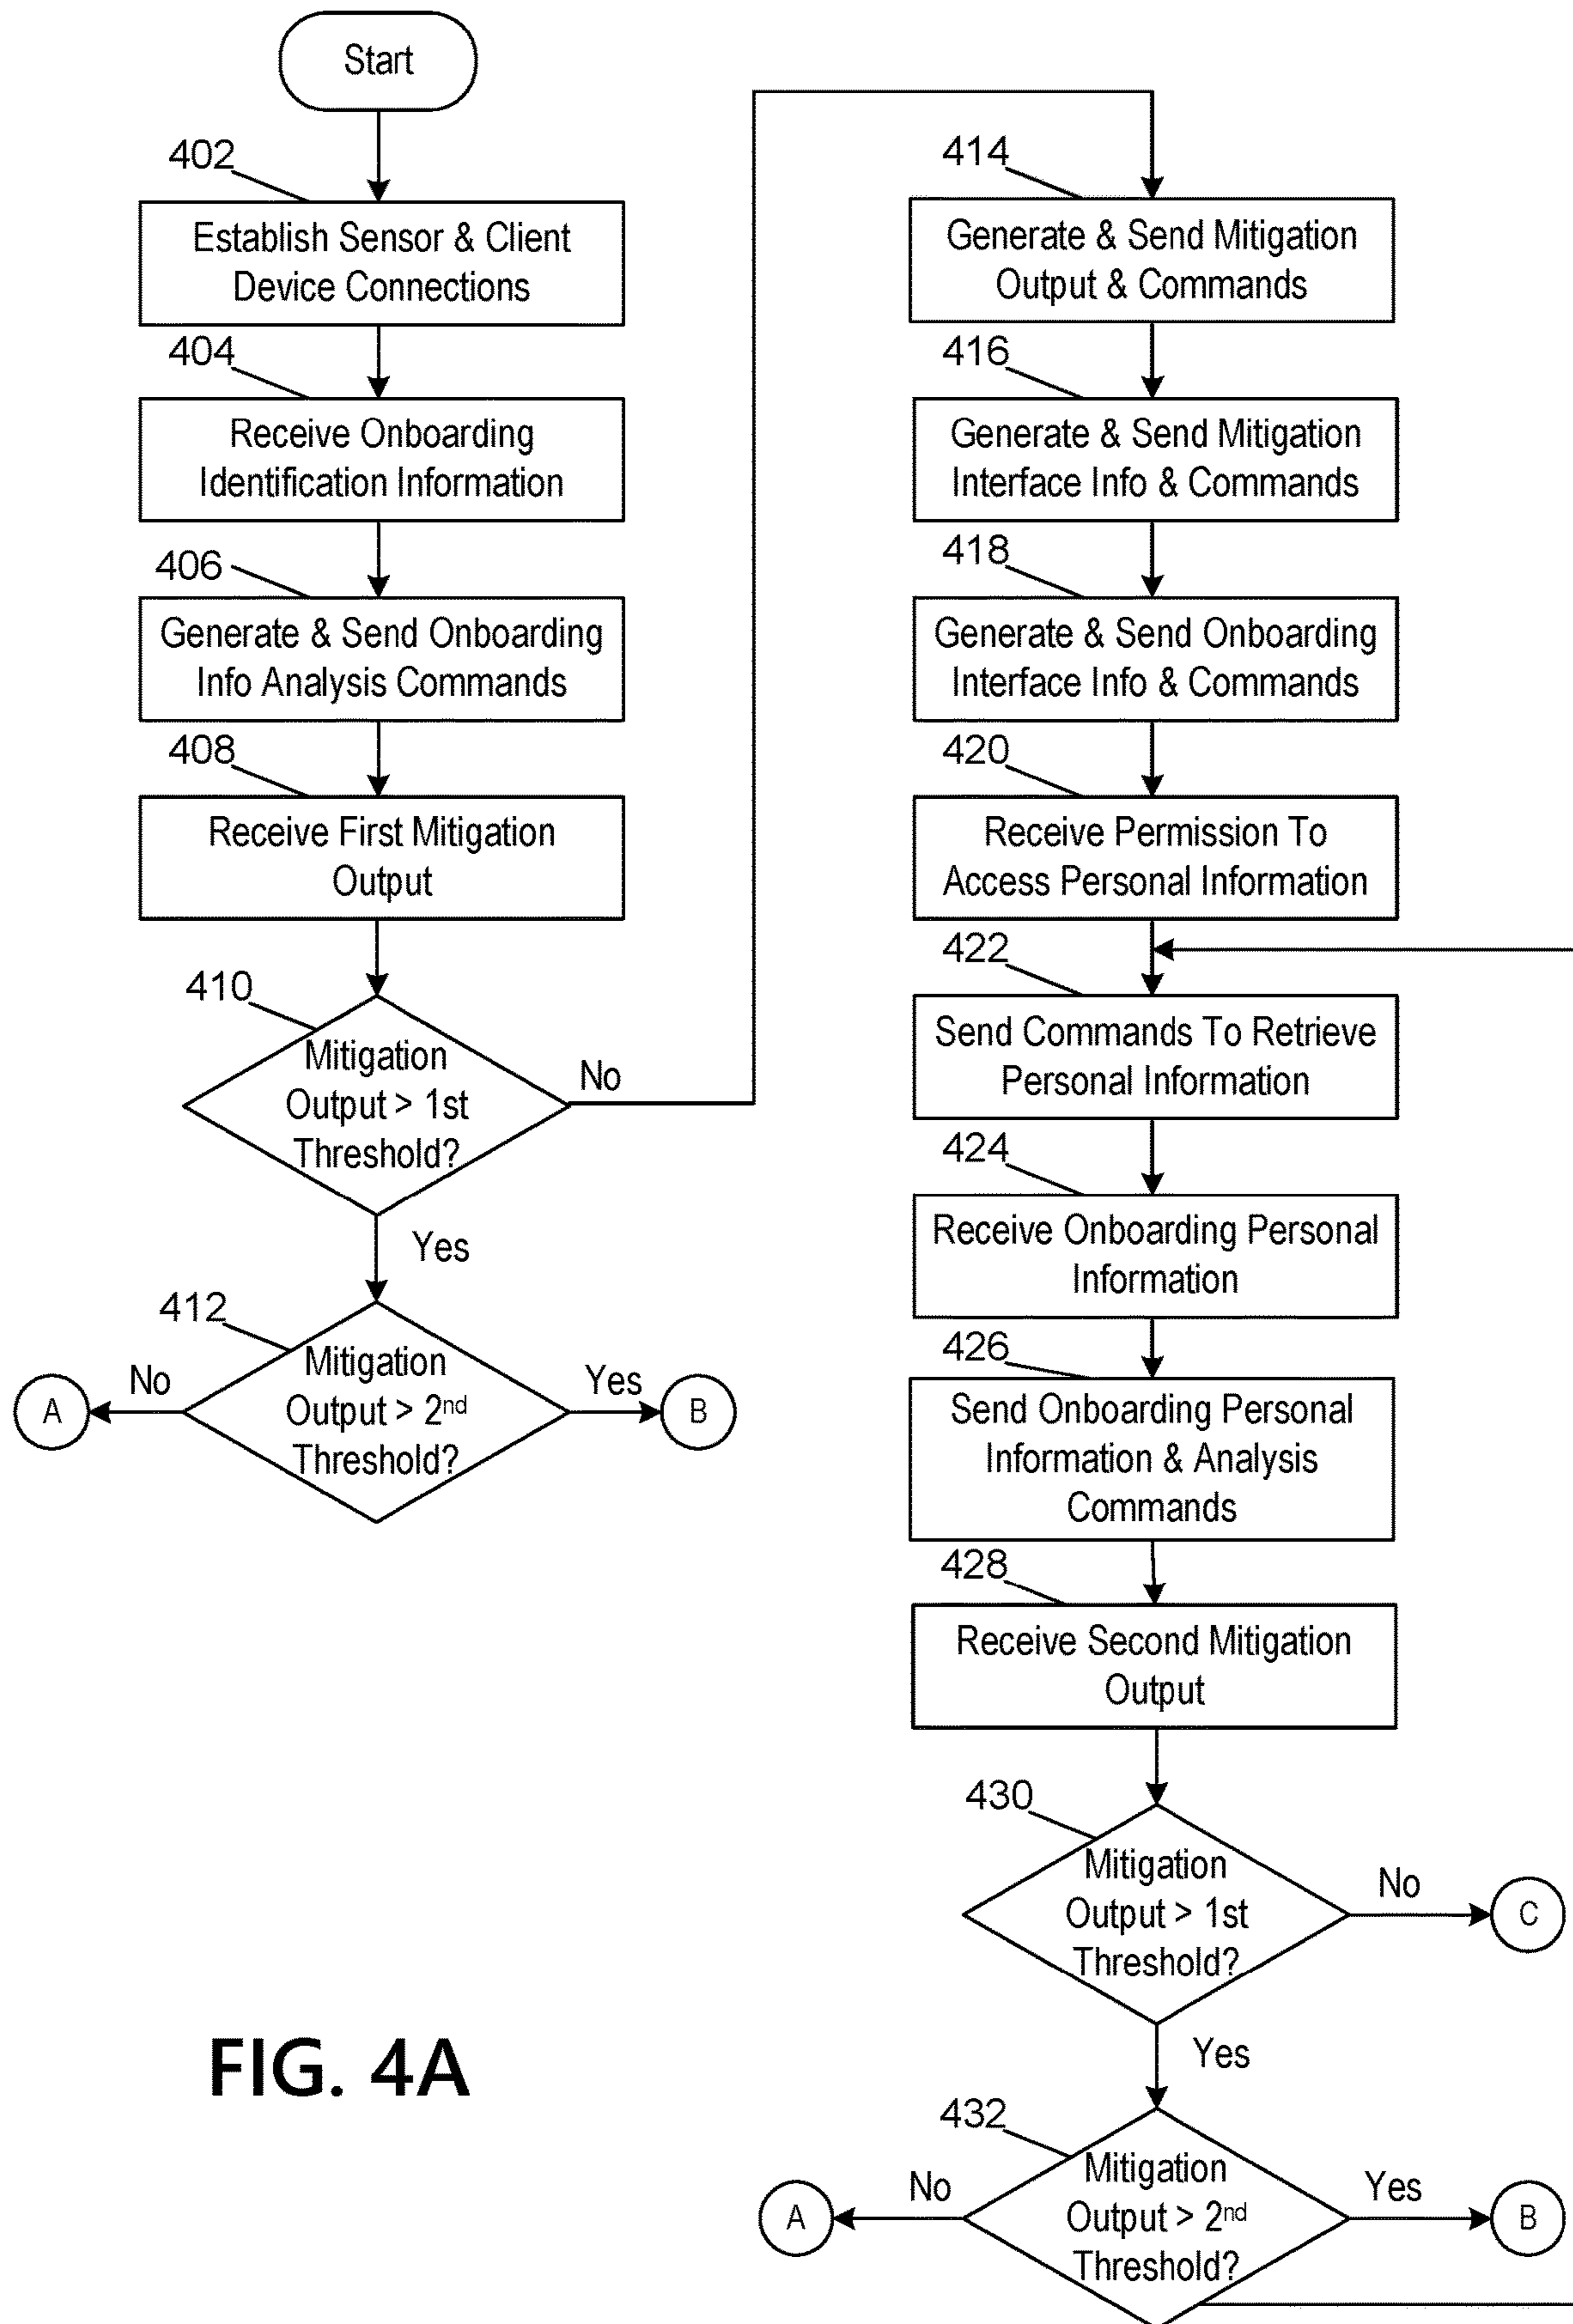 Start
402
Establish Sensor & Client
Device Connections
404
Receive Onboarding
Identification Information
406
Generate & Send Onboarding
Info Analysis Commands
408
Receive First Mitigation
Output
410
Mitigation
Output > 1st
Threshold?
No
Yes
412
Mitigation
Output > 2nd
Threshold?
No
A
Yes
B
414
Generate & Send Mitigation
Output & Commands
416
Generate & Send Mitigation
Interface Info & Commands
418
Generate & Send Onboarding
Interface Info & Commands
420
Receive Permission To
Access Personal Information
422
Send Commands To Retrieve
Personal Information
424
Receive Onboarding Personal
Information
426
Send Onboarding Personal
Information & Analysis
Commands
428
Receive Second Mitigation
Output
430
Mitigation
Output > 1st
Threshold?
No
C
Yes
432
Mitigation
Output > 2nd
Threshold?
No
A
Yes
B
FIG. 4A